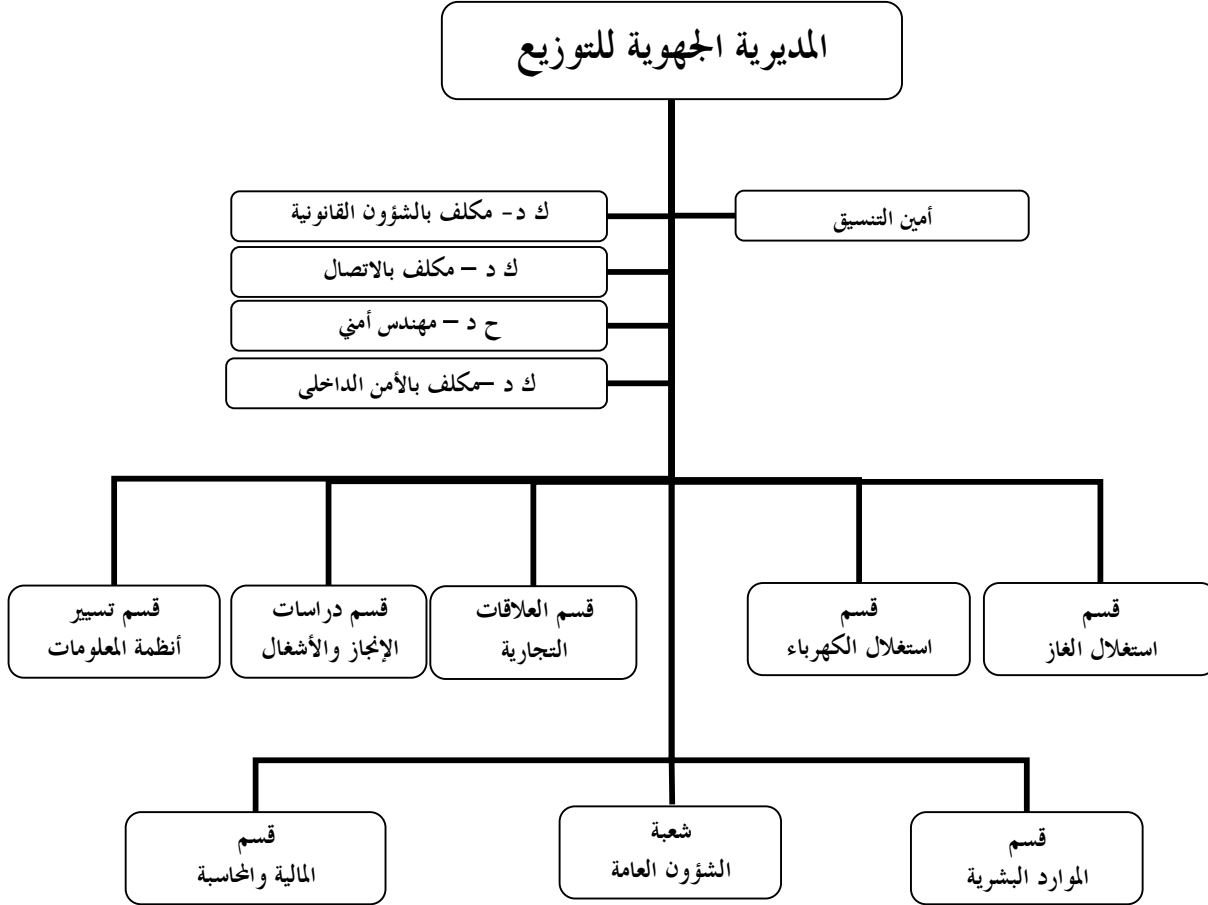 المديرية الجهوية للتوزيع
أمين التنسيق
ك د- مكلف بالشؤون القانونية
ك د – مكلف بالاتصال
ح د – مهندس أمني
ك د –مكلف بالأمن الداخلي
قسم
استغلال الغاز
قسم
استغلال الكهرباء
قسم العلاقات
التجارية
قسم دراسات
الإنجاز والأشغال
قسم تسيير
أنظمة المعلومات
قسم
الموارد البشرية
شعبة
الشؤون العامة
قسم
المالية والمحاسبة